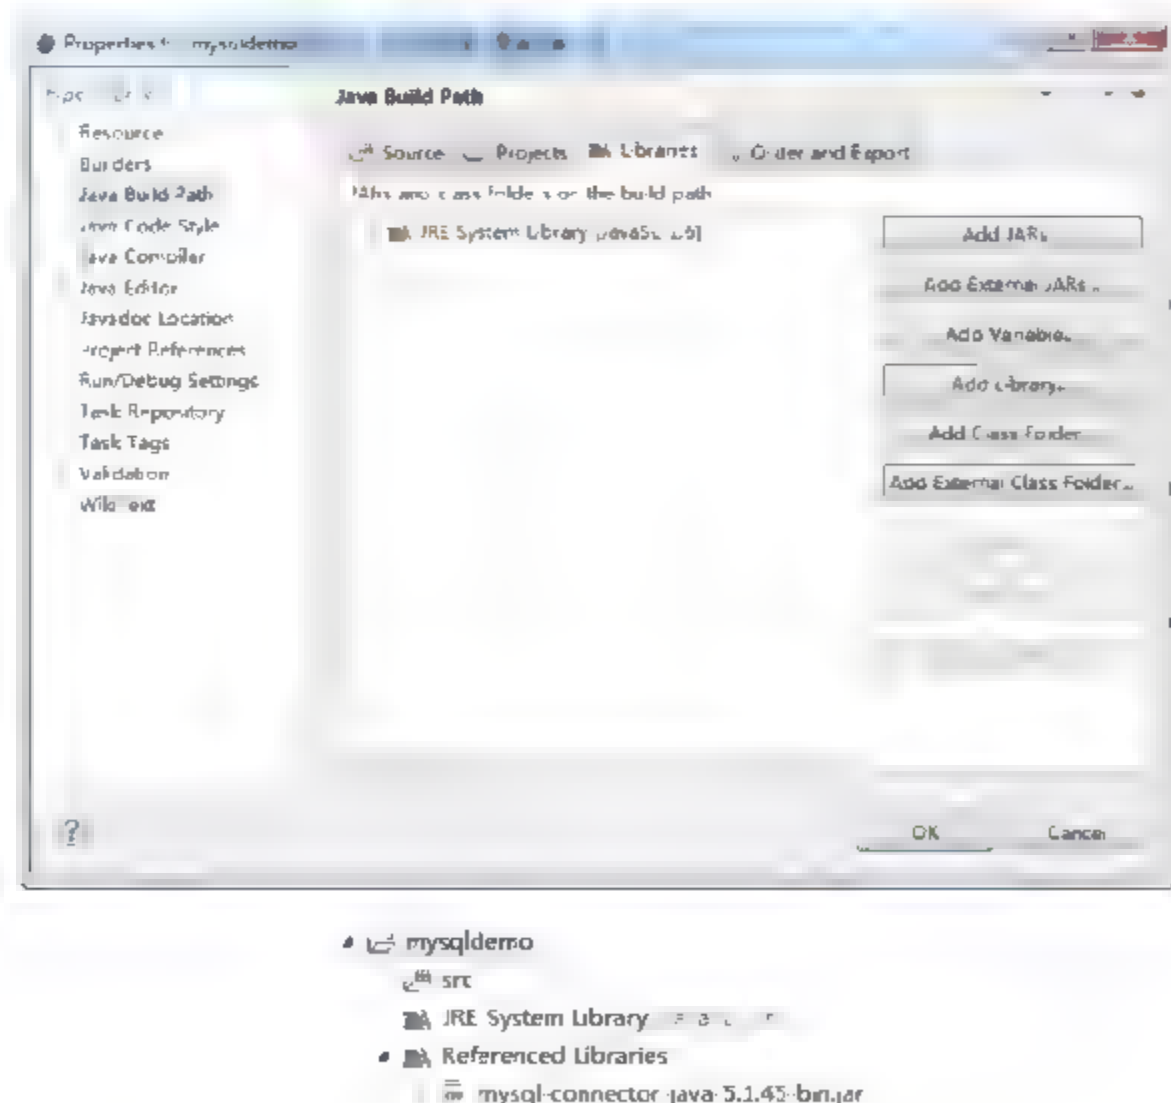 Properties mysqldemo
Java Build Path
Resource
Builders
Java Build Path
Java Code Style
Java Compiler
Java Editor
Javadoc Location
Project References
Run/Debug Settings
Task Repository
Task Tags
Validation
WikiText
Source Projects Libraries Order and Export
JARs and class folders on the build path
JRE System Library
Add JARs
Add External JARs...
Add Variable...
Add Library...
Add Class Folder
Add External Class Folder...
?
OK Cancel
mysqldemo
src
JRE System Library
Referenced Libraries
mysql-connector-java-5.1.45-bin.jar